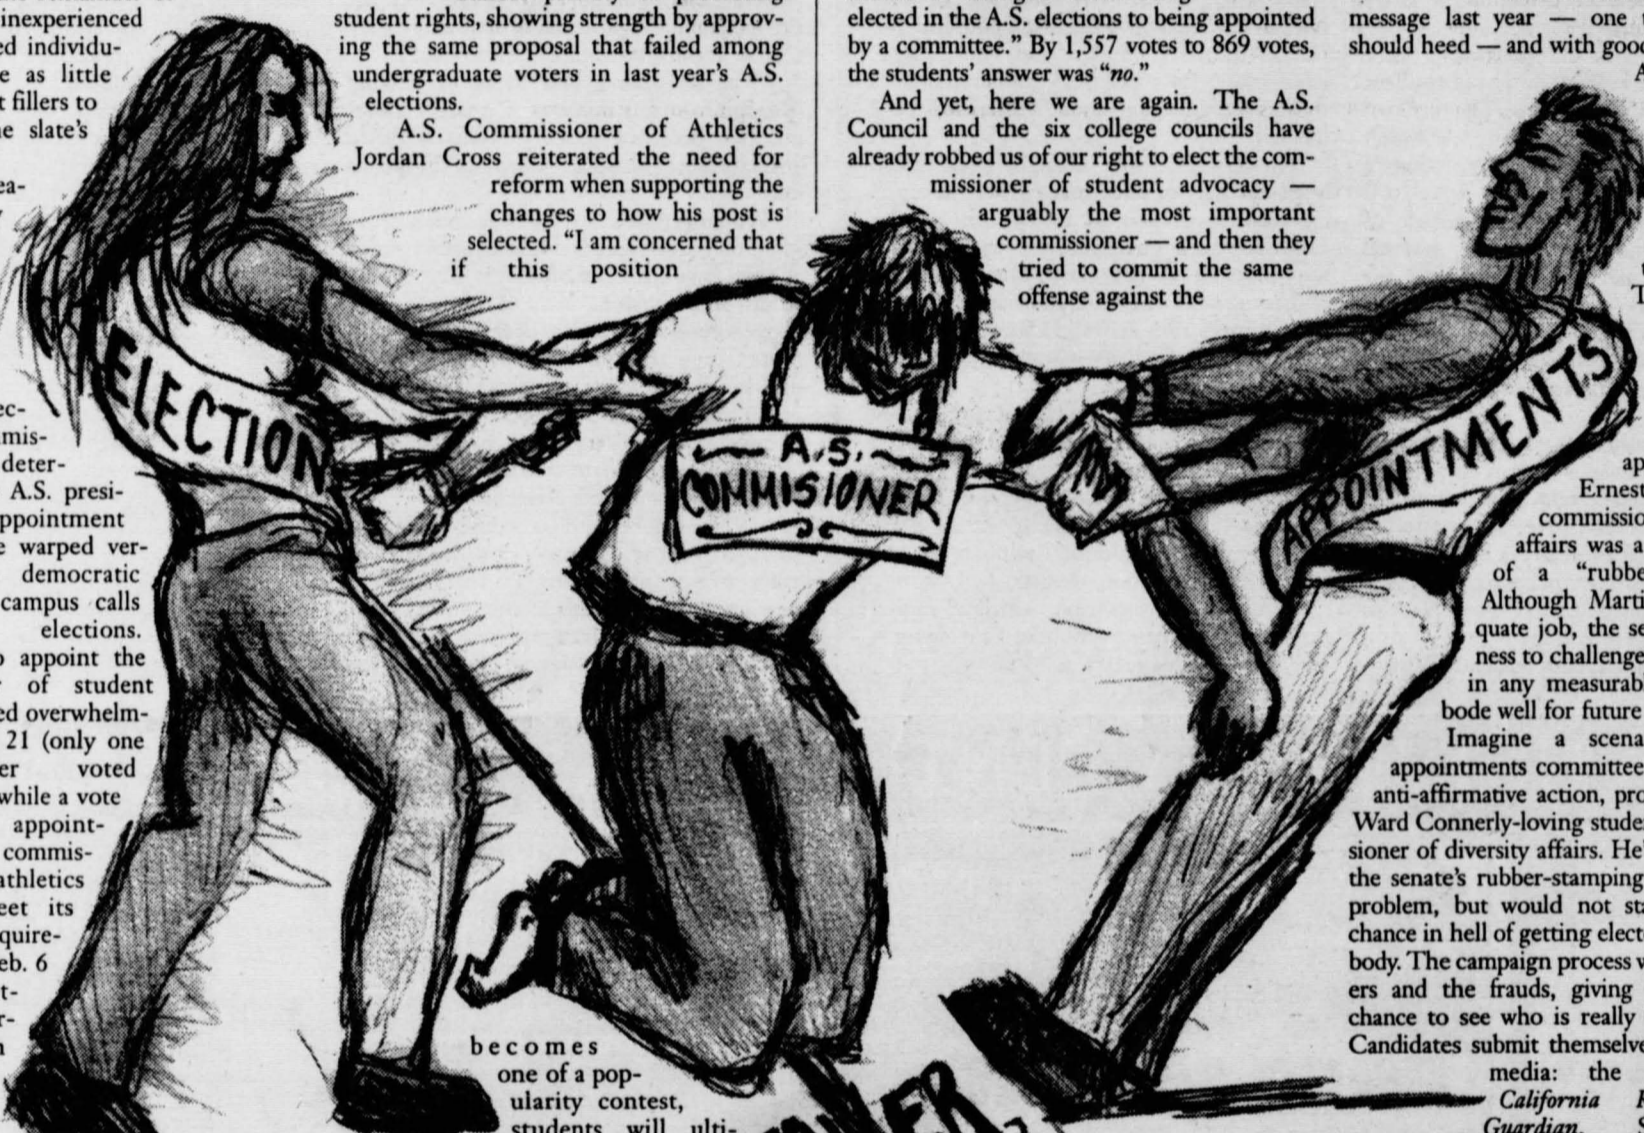 inexperienced
ed individu-
e as little
t fillers to
e slate's
ea-
ec-
mis-
deter-
A.S. presi-
ppointment
e warped ver-
democratic
campus calls
elections.
o appoint the
of student
ed overwhelm-
21 (only one
er voted
while a vote
appoint-
commis-
athletics
eet its
quire-
eb. 6
t-
r-
ELECTION
student rights, showing strength by approv-
ing the same proposal that failed among
undergraduate voters in last year's A.S.
elections.
A.S. Commissioner of Athletics
Jordan Cross reiterated the need for
reform when supporting the
changes to how his post is
selected. “I am concerned that
if this position
A.S.
COMMISIONER
becomes
one of a pop-
ularity contest,
students will ulti-
elected in the A.S. elections to being appointed
by a committee.” By 1,557 votes to 869 votes,
the students' answer was “no.”
And yet, here we are again. The A.S.
Council and the six college councils have
already robbed us of our right to elect the com-
missioner of student advocacy —
arguably the most important
commissioner — and then they
tried to commit the same
offense against the
APPOINTMENTS
message last year — one
should heed — and with good
A
T
ap
Ernest
commissio
affairs was a
of a “rubbe
Although Marti
quate job, the se
ness to challenge
in any measurab
bode well for future
Imagine a scena
appointments committee
anti-affirmative action, pro
Ward Connerly-loving stude
sioner of diversity affairs. He
the senate's rubber-stamping
problem, but would not sta
chance in hell of getting elect
body. The campaign process w
ers and the frauds, giving
chance to see who is really
Candidates submit themselve
media: the
California
Guardian,